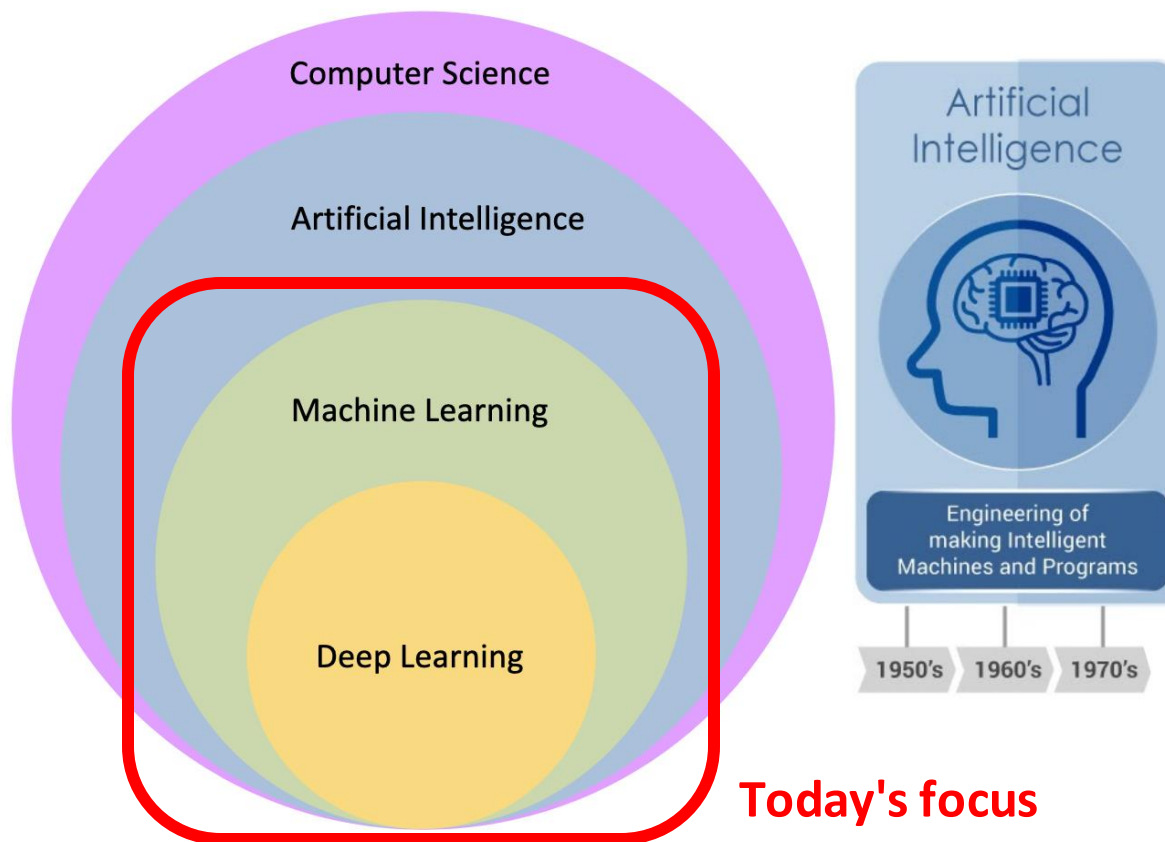 Computer Science
Artificial Intelligence
Machine Learning
Deep Learning
Artificial
Intelligence
Engineering of
making Intelligent
Machines and Programs
1950's
1960's
1970's
Today's focus